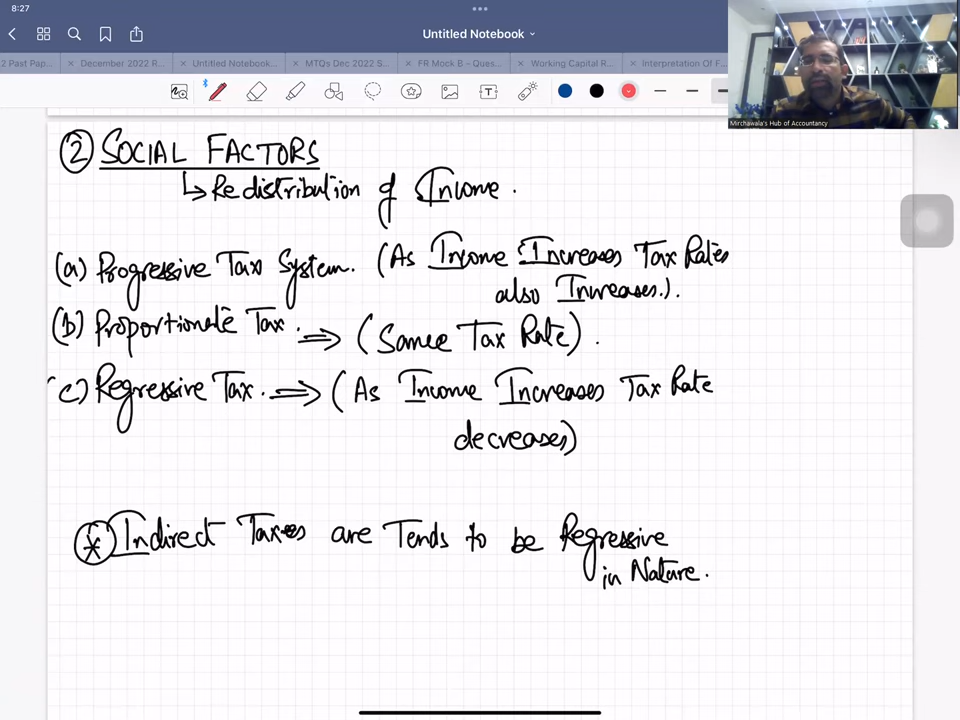 8:27
Untitled Notebook
2 Past Pap...
December 2022 R...
Untitled Notebook...
MTQs Dec 2022 S...
FR Mock B - Ques...
Working Capital R...
Interpretation Of F...
Mirchawala's Hub of Accountancy
② SOCIAL FACTORS
↳ Redistribution of Income.
(a) Progressive Tax System. (As Income Increases Tax Rates
also Increases.).
(b) Proportionate Tax. ⇒ (Same Tax Rate).
(c) Regressive Tax. ⇒ (As Income Increases Tax Rate
decreases)
* Indirect Taxes are Tends to be Regressive
in Nature.